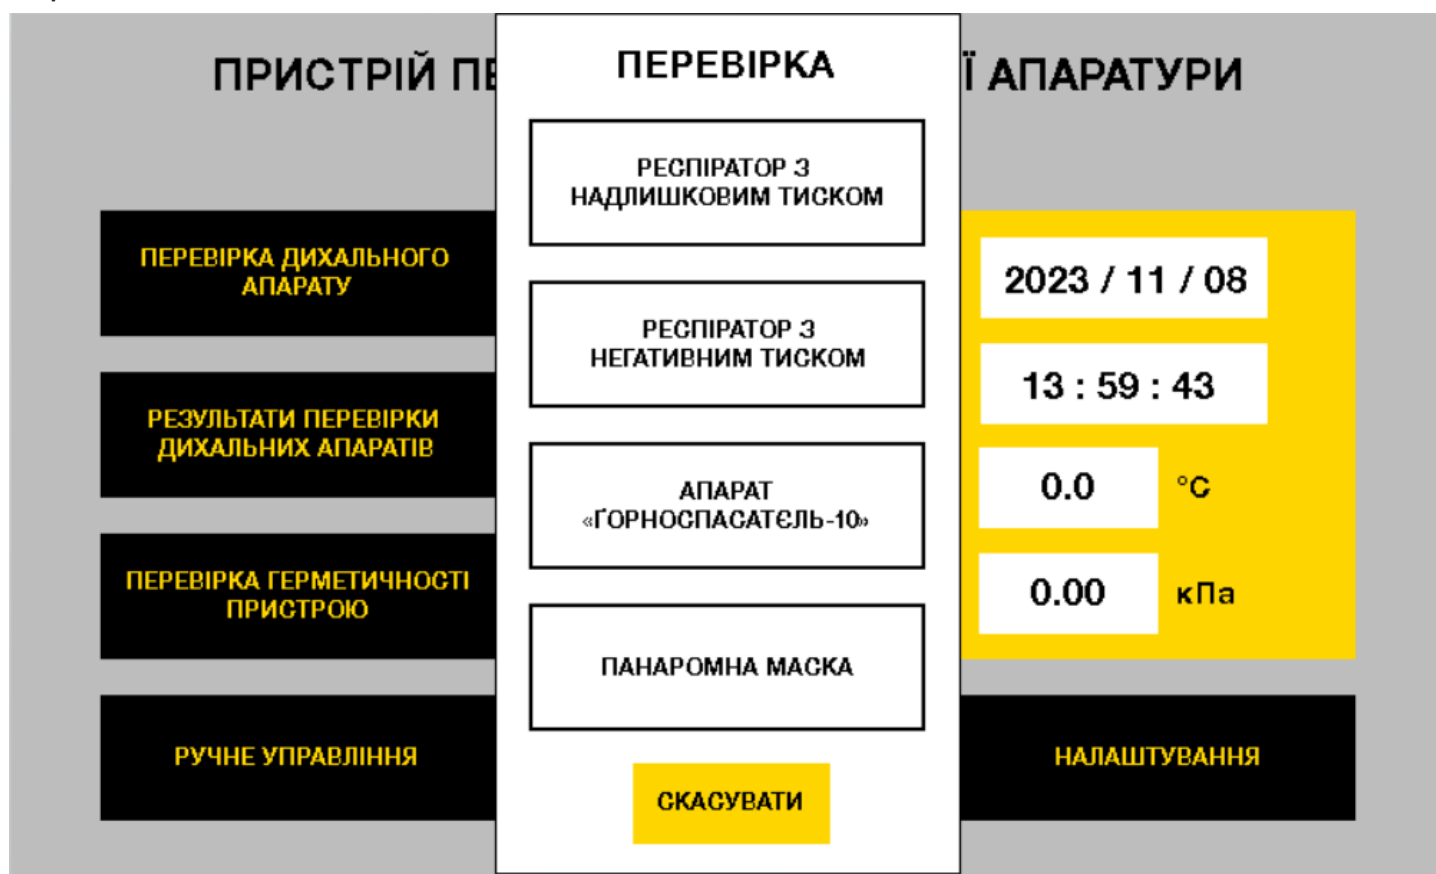 ПРИСТРІЙ
АПАРАТУРИ
ПЕРЕВІРКА
РЕСПІРАТОР З
НАДЛИШКОВИМ ТИСКОМ
РЕСПІРАТОР З
НЕГАТИВНИМ ТИСКОМ
АПАРАТ
«ҐОРНОСПАСАТЄЛЬ-10»
ПАНАРОМНА МАСКА
СКАСУВАТИ
ПЕРЕВІРКА ДИХАЛЬНОГО
АПАРАТУ
РЕЗУЛЬТАТИ ПЕРЕВІРКИ
ДИХАЛЬНИХ АПАРАТІВ
ПЕРЕВІРКА ГЕРМЕТИЧНОСТІ
ПРИСТРОЮ
РУЧНЕ УПРАВЛІННЯ
2023 / 11 / 08
13 : 59 : 43
0.0 °C
0.00 кПа
НАЛАШТУВАННЯ